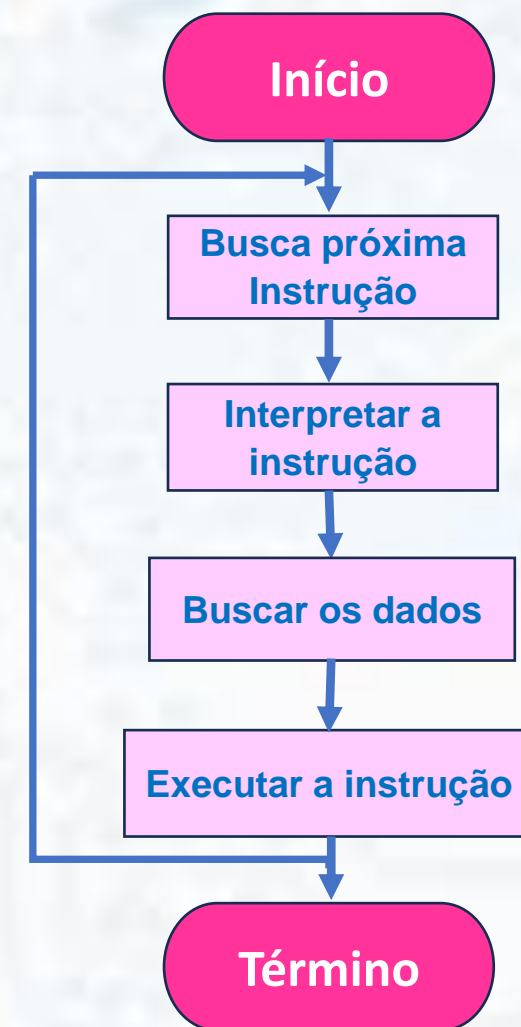 Início
Busca próxima
Instrução
Interpretar a
instrução
Buscar os dados
Executar a instrução
Término